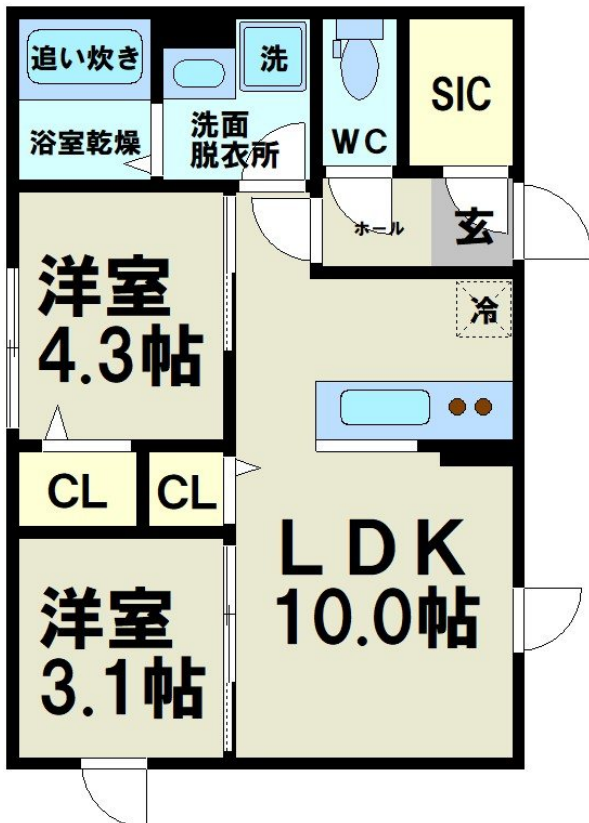 追い炊き
浴室乾燥
洗
洗面
脱衣所
WC
SIC
ホール
玄
洋室
4.3帖
冷
CL
CL
LDK
10.0帖
洋室
3.1帖